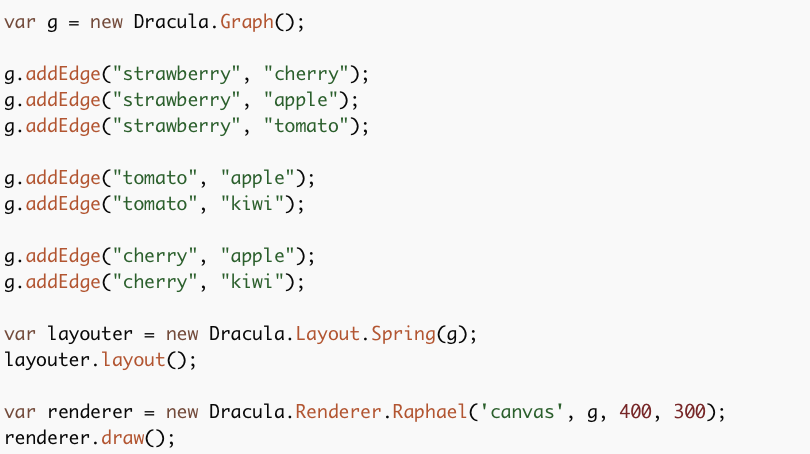 var g = new Dracula.Graph();
g.addEdge("strawberry", "cherry");
g.addEdge("strawberry", "apple");
g.addEdge("strawberry", "tomato");
g.addEdge("tomato", "apple");
g.addEdge("tomato", "kiwi");
g.addEdge("cherry", "apple");
g.addEdge("cherry", "kiwi");
var layouter = new Dracula.Layout.Spring(g);
layouter.layout();
var renderer = new Dracula.Renderer.Raphael('canvas', g, 400, 300);
renderer.draw();